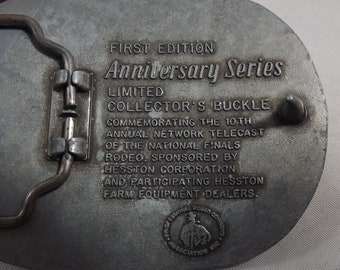 FIRST EDITION
Anniversary Series
LIMITED
COLLECTOR'S BUCKLE
COMMEMORATING THE 10TH
ANNUAL NETWORK TELECAST
OF THE NATIONAL FINALS
RODEO SPONSORED BY
HESSTON CORPORATION
AND PARTICIPATING HESSTON
FARM EQUIPMENT DEALERS.